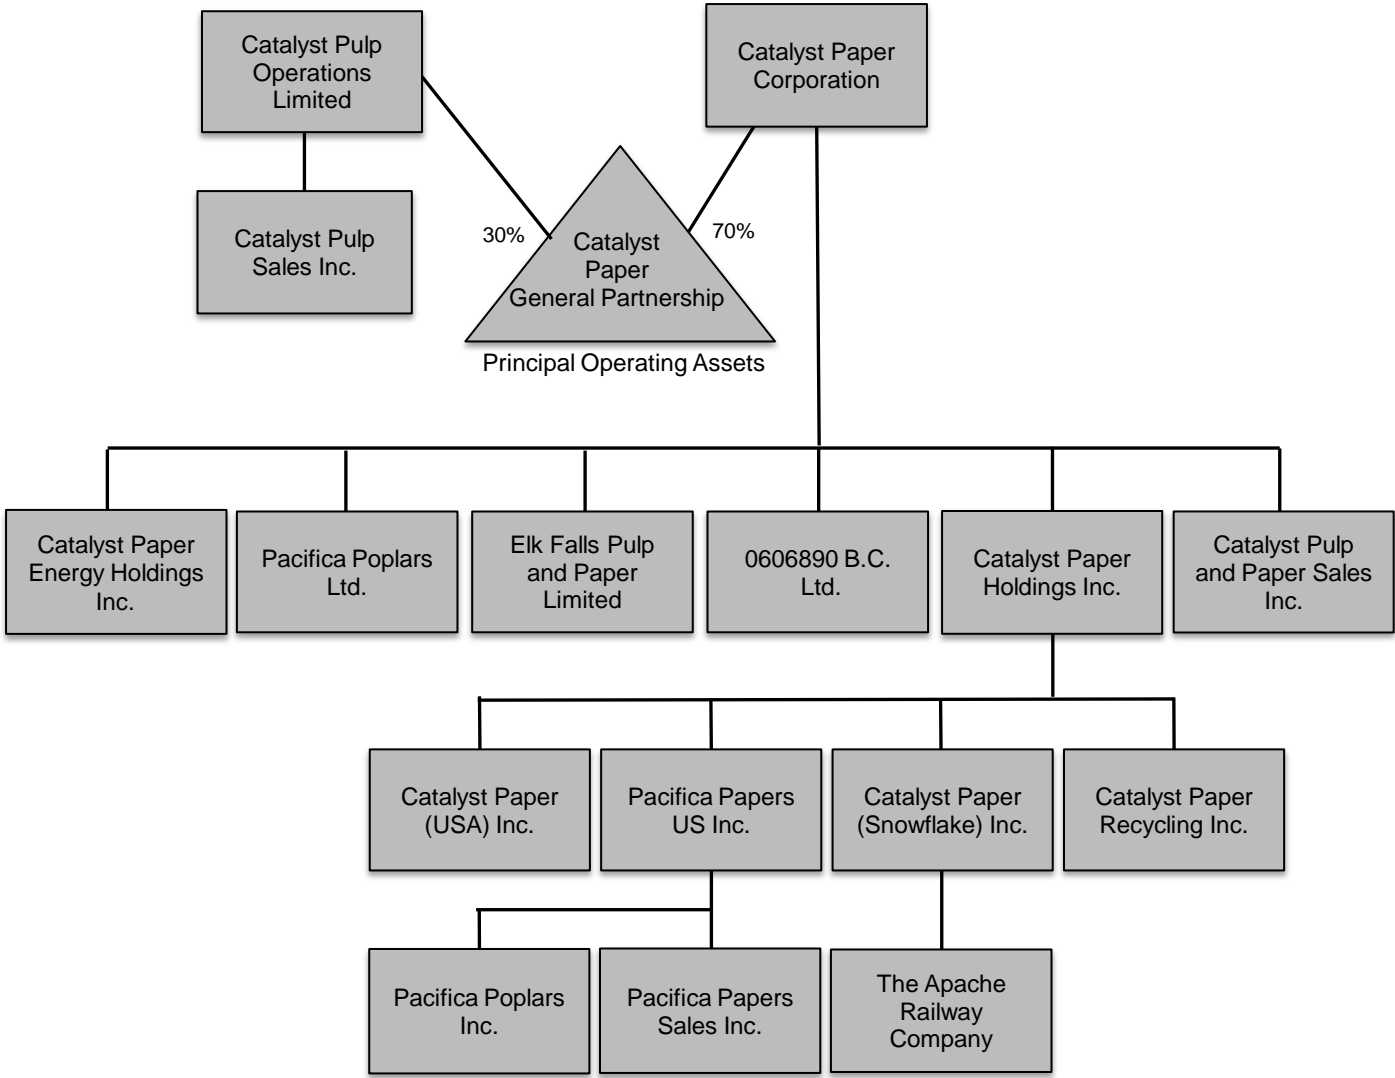 Catalyst Pulp
Operations
Limited
Catalyst Paper
Corporation
Catalyst Pulp
Sales Inc.
30%
70%
Catalyst
Paper
General Partnership
Principal Operating Assets
Catalyst Paper
Energy Holdings
Inc.
Pacifica Poplars
Ltd.
Elk Falls Pulp
and Paper
Limited
0606890 B.C.
Ltd.
Catalyst Paper
Holdings Inc.
Catalyst Pulp
and Paper Sales
Inc.
Catalyst Paper
(USA) Inc.
Pacifica Papers
US Inc.
Catalyst Paper
(Snowflake) Inc.
Catalyst Paper
Recycling Inc.
Pacifica Poplars
Inc.
Pacifica Papers
Sales Inc.
The Apache
Railway
Company